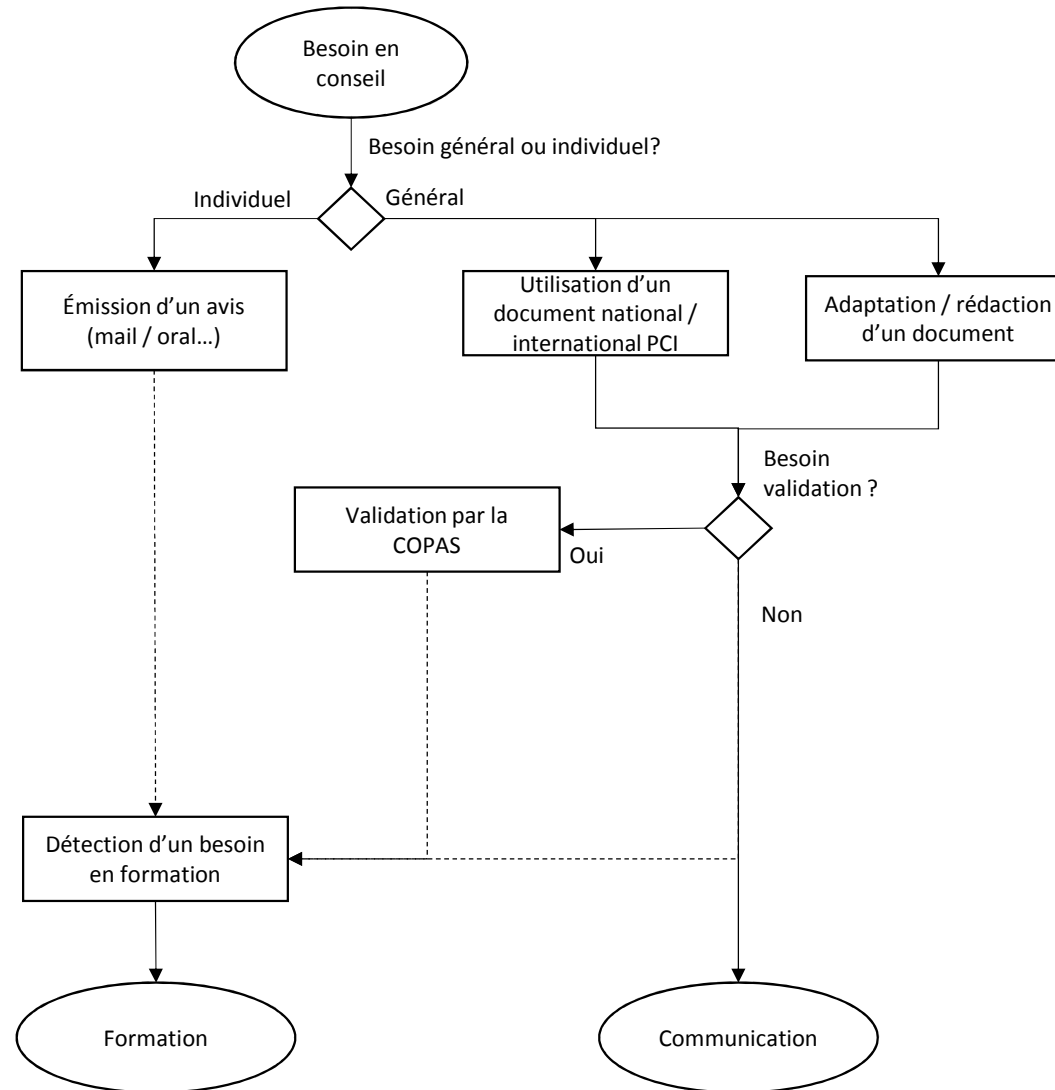 Besoin en
conseil
Besoin général ou individuel?
Individuel
Général
Émission d'un avis
(mail / oral…)
Utilisation d'un
document national /
international PCI
Adaptation / rédaction
d'un document
Besoin
validation ?
Validation par la
COPAS
Oui
Non
Détection d'un besoin
en formation
Formation
Communication